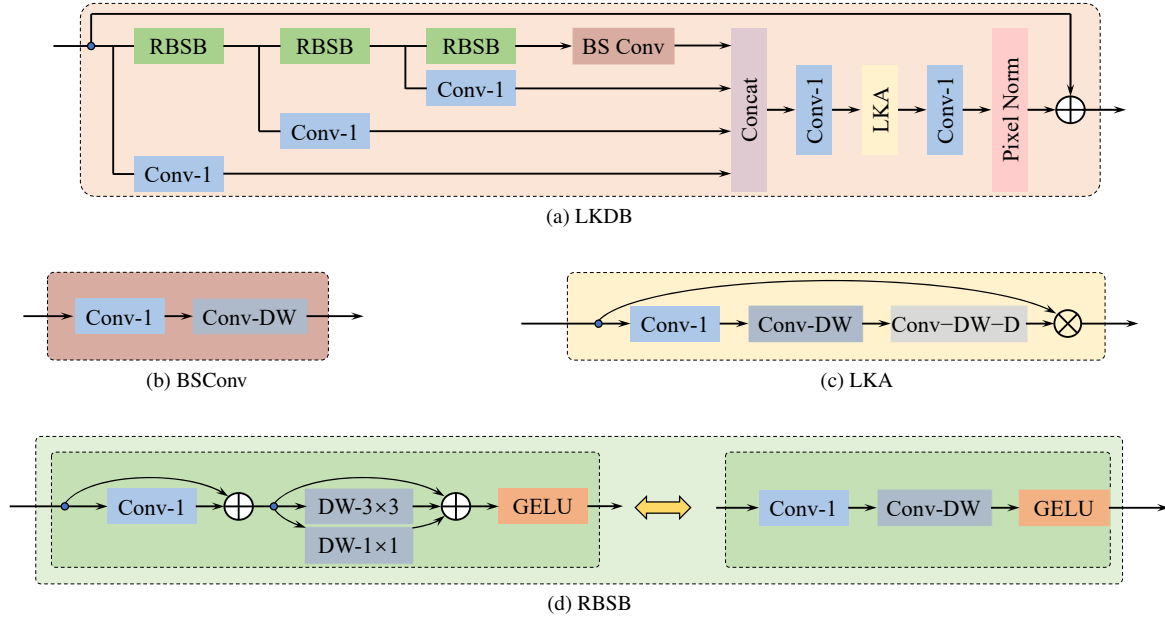 RBSB RBSB RBSB BS Conv
Conv-1
Conv-1
Conv-1
Concat
Conv-1
LKA
Conv-1
Pixel Norm
(a) LKDB
Conv-1 Conv-DW
(b) BSConv
Conv-1 Conv-DW Conv−DW−D
(c) LKA
Conv-1 DW-3×3 GELU
DW-1×1
Conv-1 Conv-DW GELU
(d) RBSB